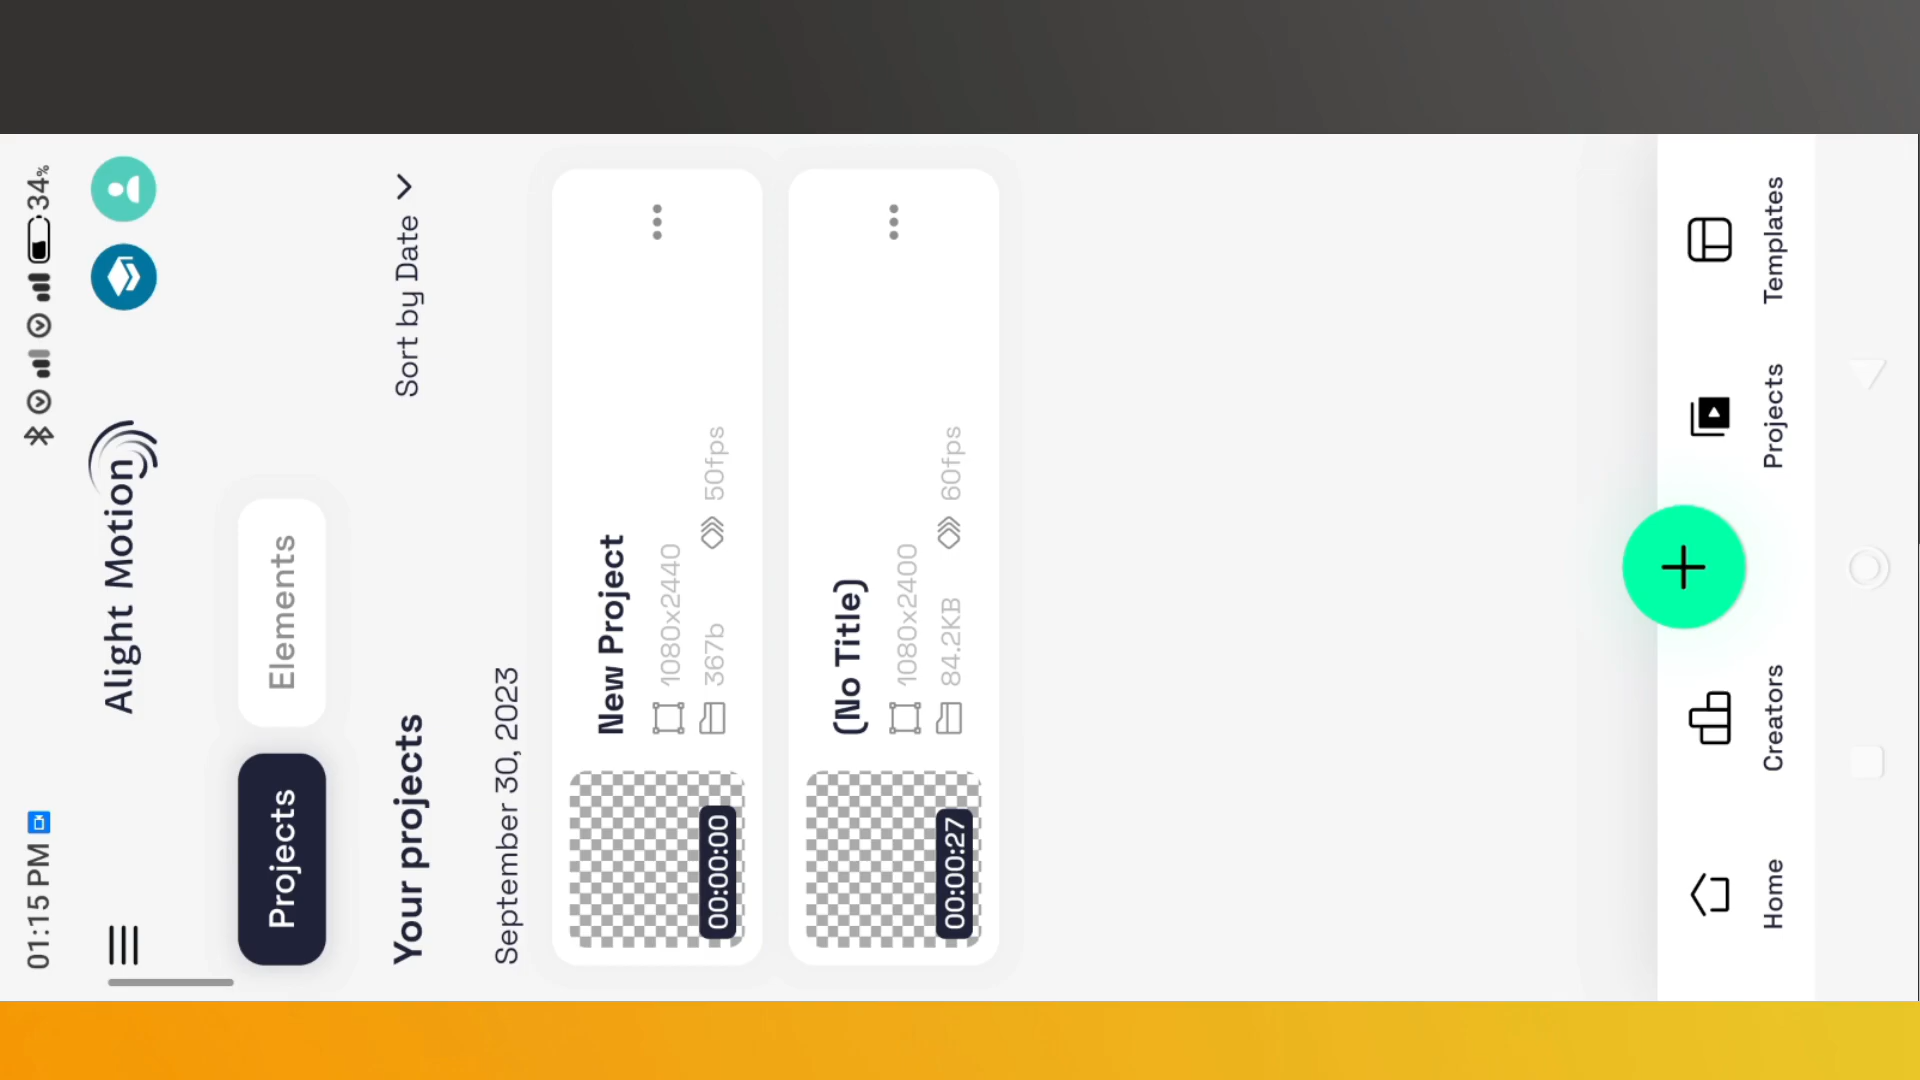 01:15 PM
34%
Alight Motion
Projects
Elements
Your projects
Sort by Date
September 30, 2023
New Project
1080x2440
367b
50fps
00:00:00
(No Title)
1080x2400
84.2KB
60fps
00:00:27
Home
Creators
Projects
Templates